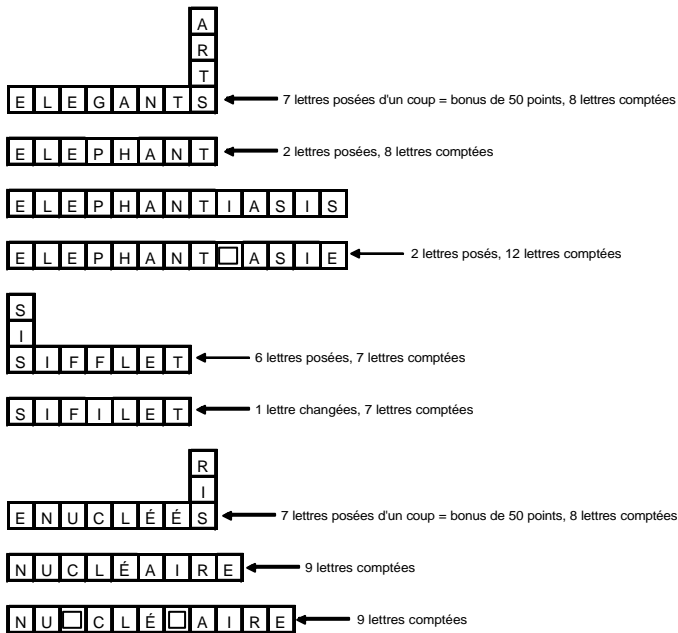 A
R
T
ELEGANTS 7 lettres posées d'un coup = bonus de 50 points, 8 lettres comptées
ELEPHANT 2 lettres posées, 8 lettres comptées
ELEPHANTIASIS
ELEPHANT□ASIE 2 lettres posés, 12 lettres comptées
S
I
SIFFLET 6 lettres posées, 7 lettres comptées
SIFILET 1 lettre changées, 7 lettres comptées
R
I
ENUCLÉÉS 7 lettres posées d'un coup = bonus de 50 points, 8 lettres comptées
NUCLÉAIRE 9 lettres comptées
NU□CLÉ□AIRE 9 lettres comptées